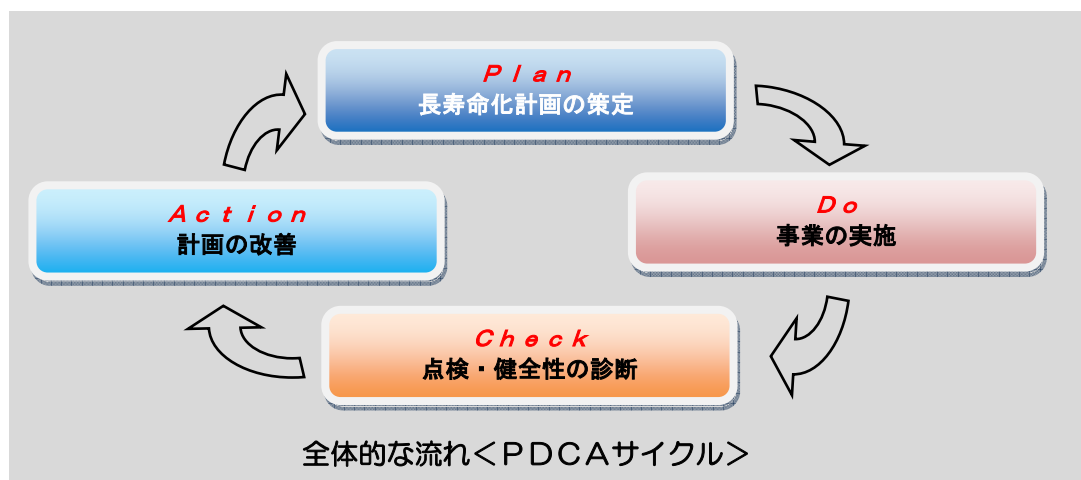 Ｐｌａｎ
長寿命化計画の策定
Ｄｏ
事業の実施
Ｃｈｅｃｋ
点検・健全性の診断
Ａｃｔｉｏｎ
計画の改善
全体的な流れ＜ＰＤＣＡサイクル＞